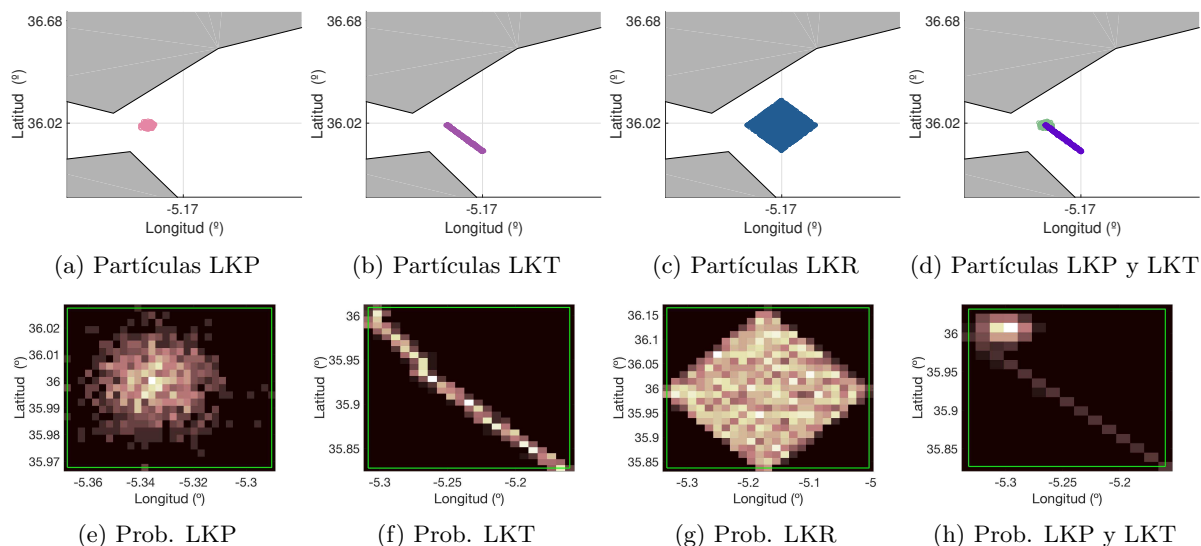 36.68
36.02
Latitud (º)
-5.17
Longitud (º)
(a) Partículas LKP
36.68
36.02
Latitud (º)
-5.17
Longitud (º)
(b) Partículas LKT
36.68
36.02
Latitud (º)
-5.17
Longitud (º)
(c) Partículas LKR
36.68
36.02
Latitud (º)
-5.17
Longitud (º)
(d) Partículas LKP y LKT
36.02
36.01
36
35.99
35.98
35.97
Latitud (º)
-5.36 -5.34 -5.32 -5.3 -5.29
Longitud (º)
(e) Prob. LKP
36
35.95
35.9
35.85
Latitud (º)
-5.3 -5.25 -5.2
Longitud (º)
(f) Prob. LKT
36.15
36.1
36.05
36
35.95
35.9
35.85
Latitud (º)
-5.3 -5.2 -5.1 -5
Longitud (º)
(g) Prob. LKR
36
35.95
35.9
35.85
Latitud (º)
-5.3 -5.25 -5.2
Longitud (º)
(h) Prob. LKP y LKT